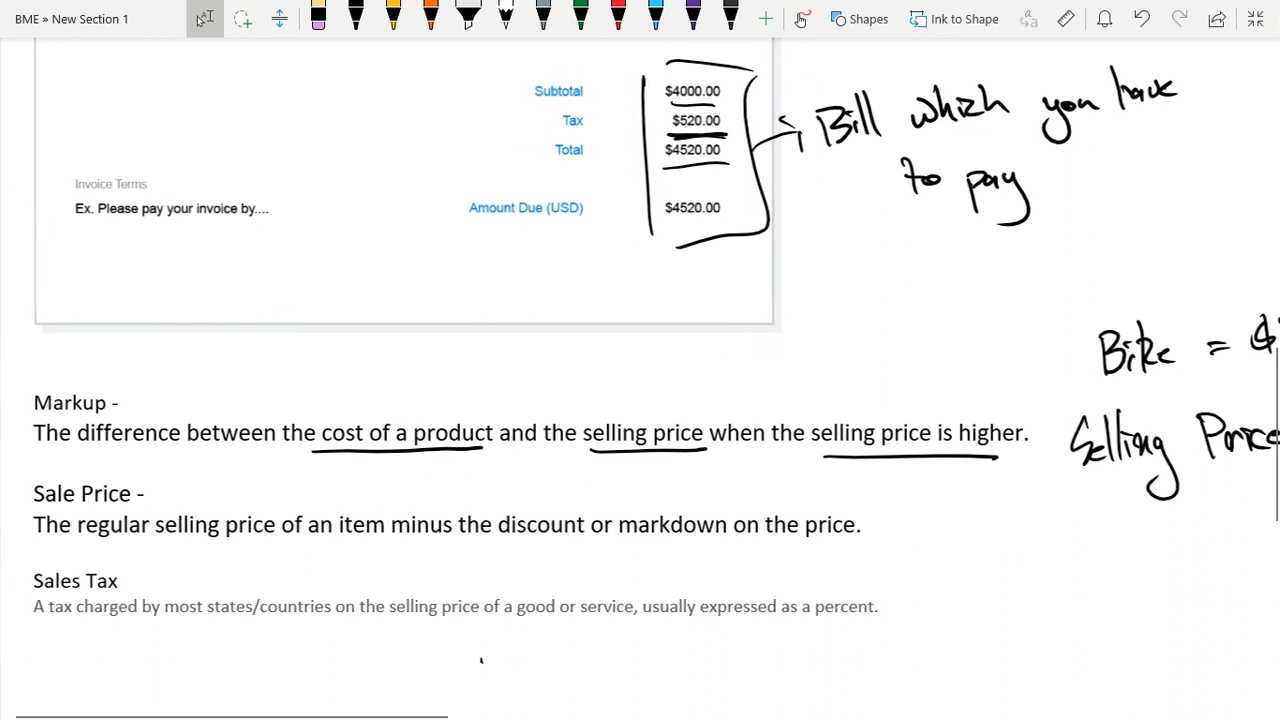 BME » New Section 1
Shapes
Ink to Shape
Subtotal $4000.00
Tax $520.00
Total $4520.00
Bill which you have
to pay
Invoice Terms
Ex. Please pay your invoice by.... Amount Due (USD) $4520.00
Bike = $
Markup -
The difference between the cost of a product and the selling price when the selling price is higher.
Selling Price
Sale Price -
The regular selling price of an item minus the discount or markdown on the price.
Sales Tax
A tax charged by most states/countries on the selling price of a good or service, usually expressed as a percent.